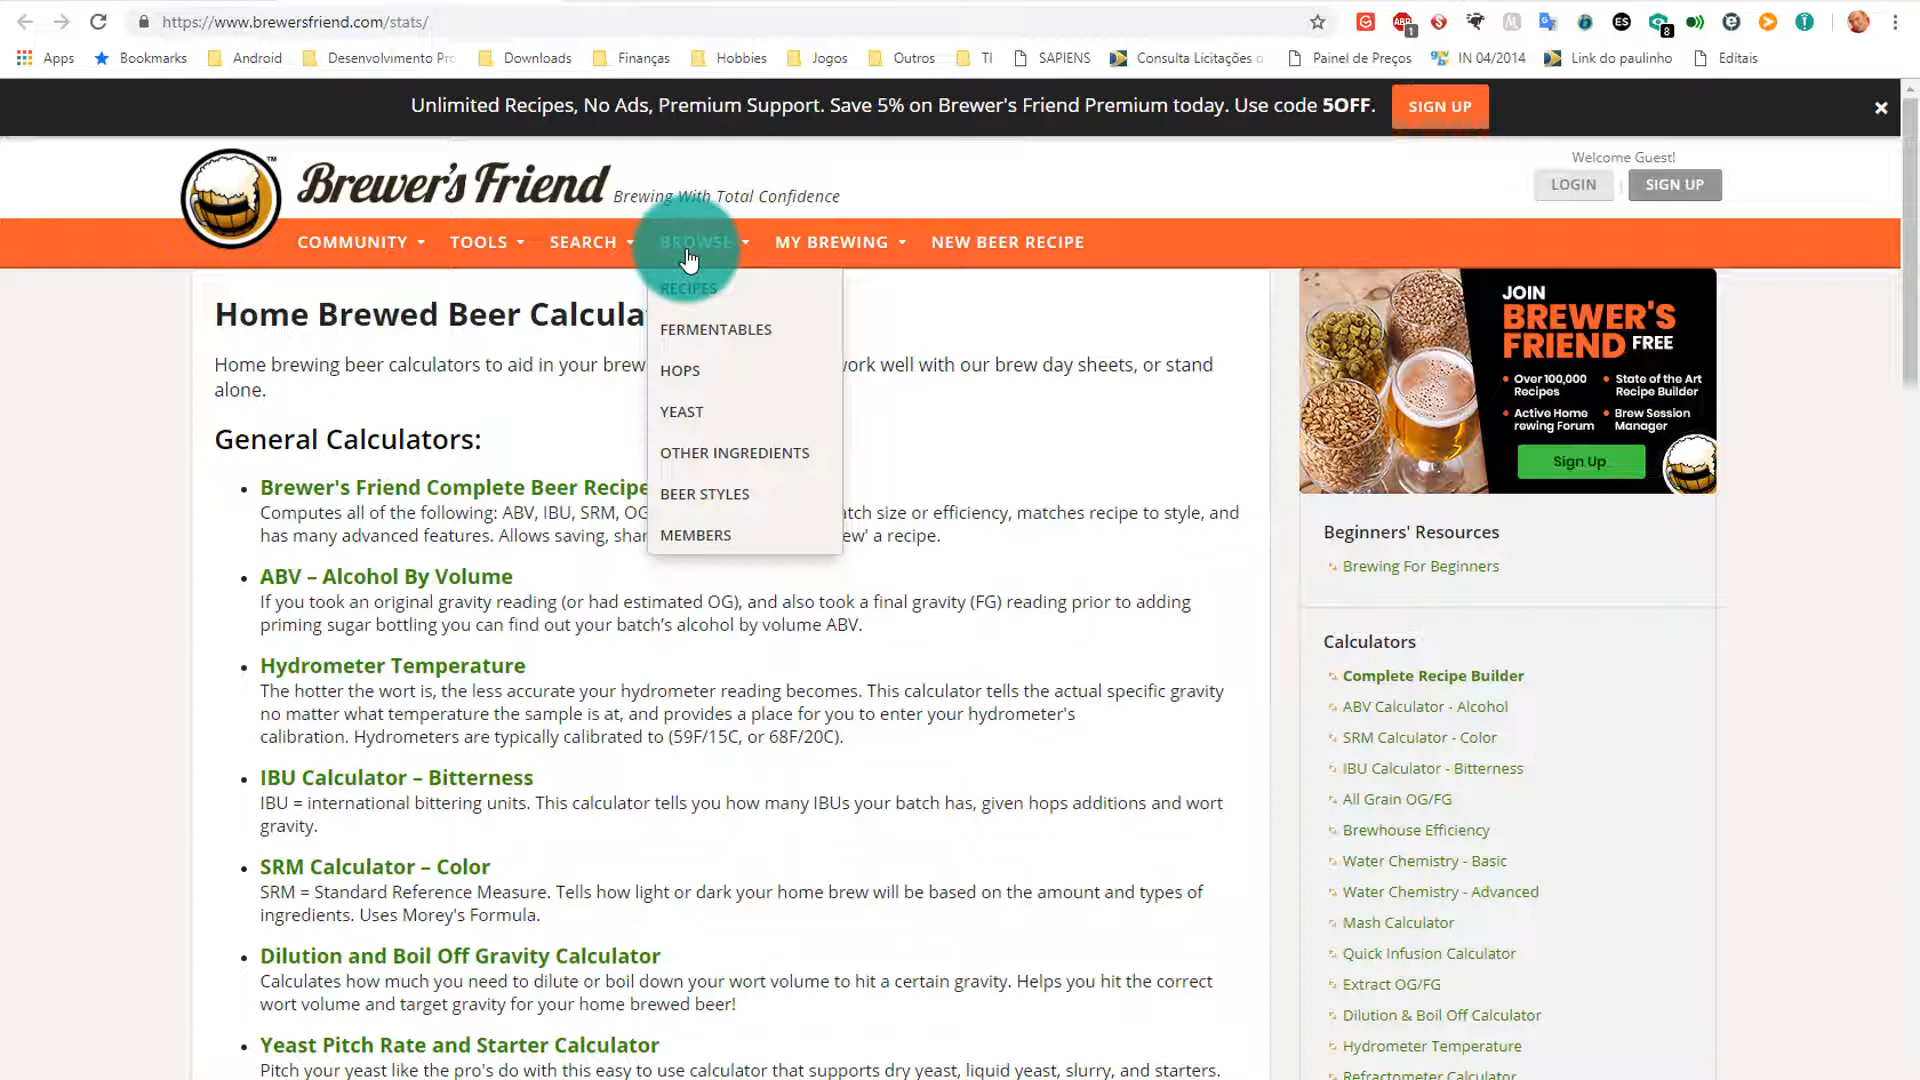 https://www.brewersfriend.com/stats/
Apps Bookmarks Android Desenvolvimento Pro Downloads Finanças Hobbies Jogos Outros TI SAPIENS Consulta Licitações Painel de Preços IN 04/2014 Link do paulinho Editais
Unlimited Recipes, No Ads, Premium Support. Save 5% on Brewer's Friend Premium today. Use code 5OFF. SIGN UP
Welcome Guest!
Brewer's Friend™ Brewing With Total Confidence
LOGIN | SIGN UP
COMMUNITY TOOLS SEARCH BROWSE MY BREWING NEW BEER RECIPE
RECIPES
FERMENTABLES
HOPS
YEAST
OTHER INGREDIENTS
BEER STYLES
MEMBERS
Home Brewed Beer Calcula
Home brewing beer calculators to aid in your brew work well with our brew day sheets, or stand
alone.
General Calculators:
• Brewer's Friend Complete Beer Recipe
Computes all of the following: ABV, IBU, SRM, OG atch size or efficiency, matches recipe to style, and
has many advanced features. Allows saving, shar ew' a recipe.
• ABV – Alcohol By Volume
If you took an original gravity reading (or had estimated OG), and also took a final gravity (FG) reading prior to adding
priming sugar bottling you can find out your batch's alcohol by volume ABV.
• Hydrometer Temperature
The hotter the wort is, the less accurate your hydrometer reading becomes. This calculator tells the actual specific gravity
no matter what temperature the sample is at, and provides a place for you to enter your hydrometer's
calibration. Hydrometers are typically calibrated to (59F/15C, or 68F/20C).
• IBU Calculator – Bitterness
IBU = international bittering units. This calculator tells you how many IBUs your batch has, given hops additions and wort
gravity.
• SRM Calculator – Color
SRM = Standard Reference Measure. Tells how light or dark your home brew will be based on the amount and types of
ingredients. Uses Morey's Formula.
• Dilution and Boil Off Gravity Calculator
Calculates how much you need to dilute or boil down your wort volume to hit a certain gravity. Helps you hit the correct
wort volume and target gravity for your home brewed beer!
• Yeast Pitch Rate and Starter Calculator
Pitch your yeast like the pro's do with this easy to use calculator that supports dry yeast, liquid yeast, slurry, and starters.
JOIN
BREWER'S
FRIEND FREE
• Over 100,000 Recipes
• State of the Art Recipe Builder
• Active Home rewing Forum
• Brew Session Manager
Sign Up
Beginners' Resources
Brewing For Beginners
Calculators
Complete Recipe Builder
ABV Calculator - Alcohol
SRM Calculator - Color
IBU Calculator - Bitterness
All Grain OG/FG
Brewhouse Efficiency
Water Chemistry - Basic
Water Chemistry - Advanced
Mash Calculator
Quick Infusion Calculator
Extract OG/FG
Dilution & Boil Off Calculator
Hydrometer Temperature
Refractometer Calculator